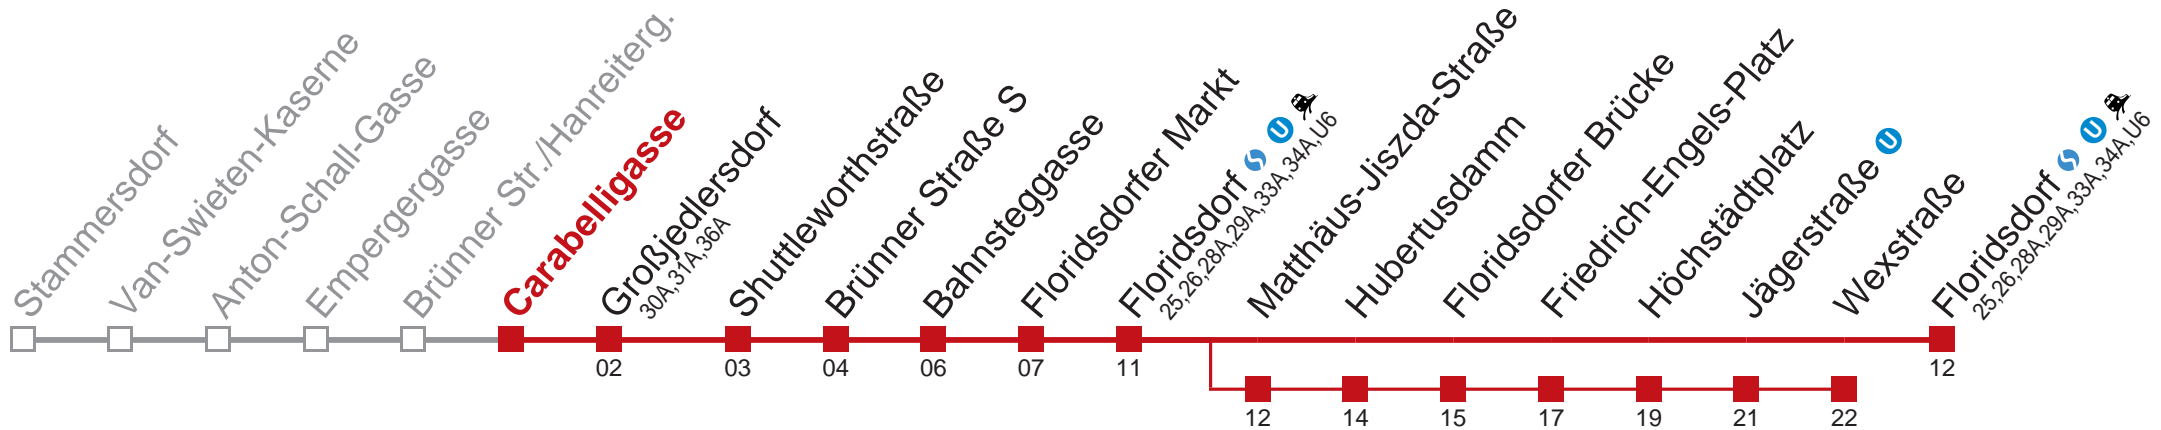 Stammersdorf
Van-Swieten-Kaserne
Anton-Schall-Gasse
Empergergasse
Brünner Str./Hanreiterg.
Carabelligasse
Großjedlersdorf
30A,31A,36A
Shuttleworthstraße
Brünner Straße S
Bahnsteggasse
Floridsdorfer Markt
Floridsdorf U
25,26,28A,29A,33A,34A,U6
Matthäus-Jiszda-Straße
Hubertusdamm
Floridsdorfer Brücke
Friedrich-Engels-Platz
Höchstädtplatz
Jägerstraße U
Wexstraße
Floridsdorf U
25,26,28A,29A,33A,34A,U6
02 03 04 06 07 11 12
12 14 15 17 19 21 22